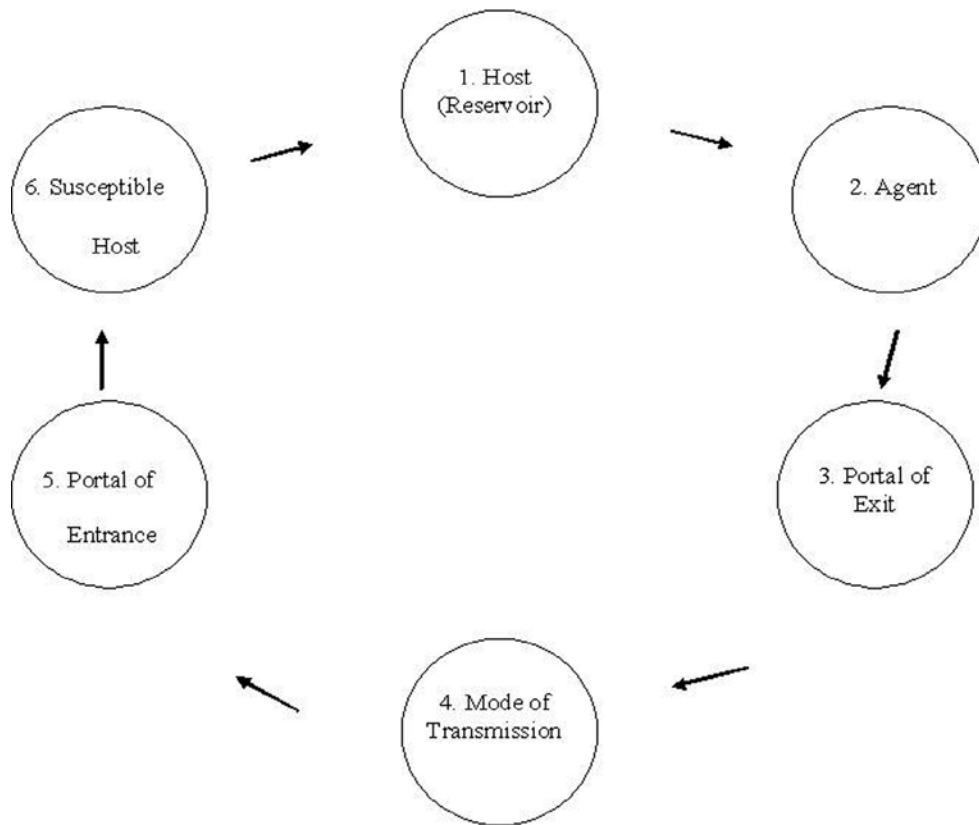 1. Host
(Reservoir)
2. Agent
3. Portal of
Exit
4. Mode of
Transmission
5. Portal of
Entrance
6. Susceptible
Host